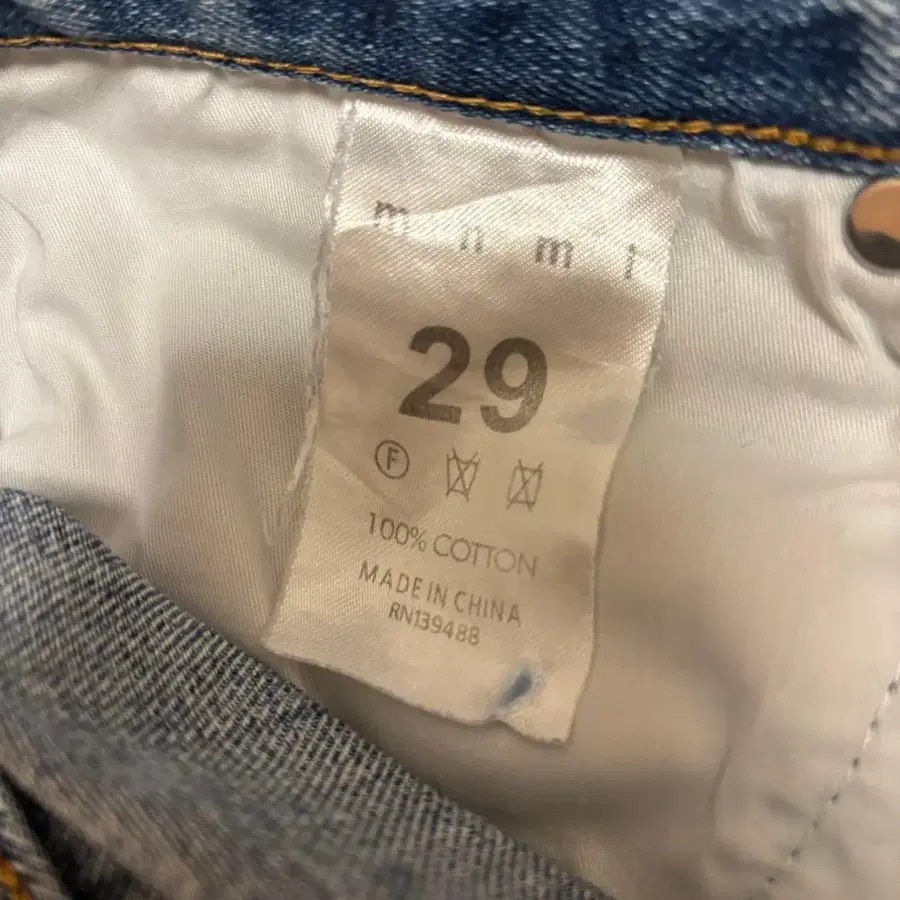 m n m l
29
F
100% COTTON
MADE IN CHINA
RN139488